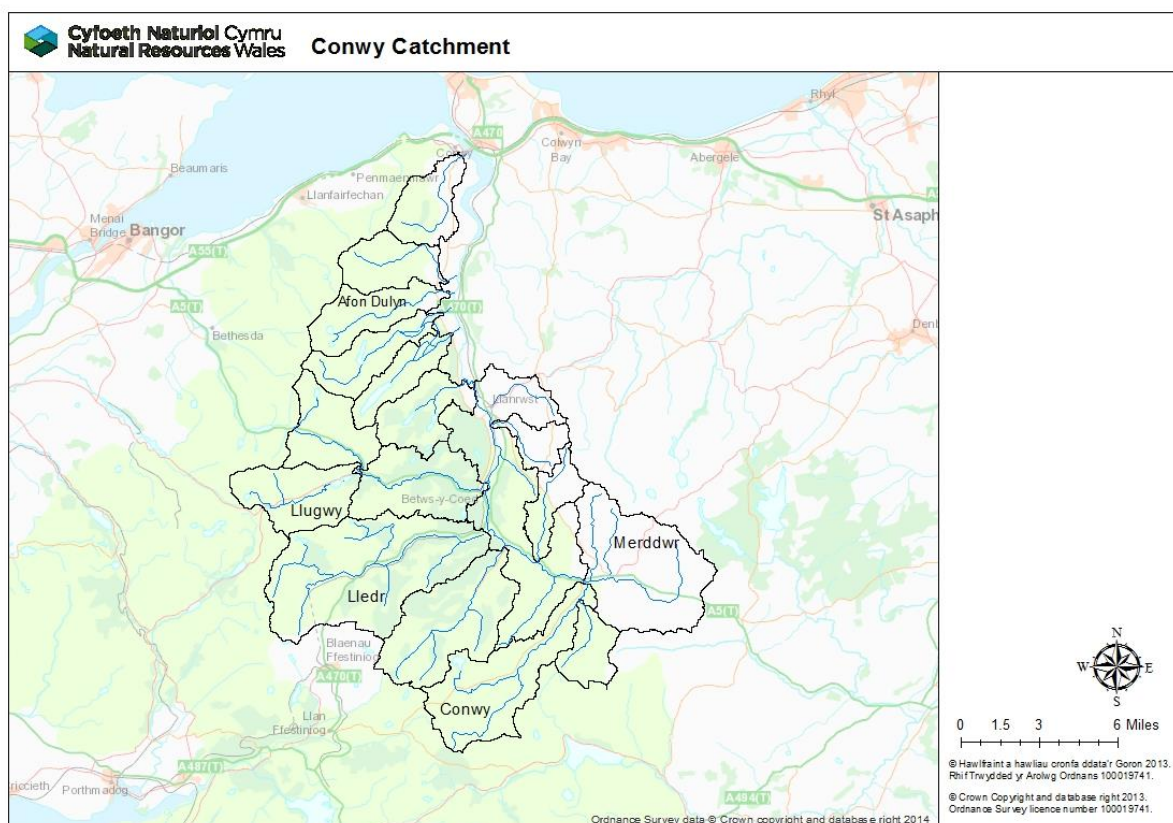 Cyfoeth Naturiol Cymru
Natural Resources Wales
Conwy Catchment
Rhyl
A470
Conwy
Colwyn
Bay
Abergele
Beaumaris
Penmaenmawr
Llanfairfechan
Menai
Bridge
Bangor
St Asaph
A55(T)
A5(T)
Afon Dulyn
A470(T)
Bethesda
Llanrwst
Betws-y-Coed
Llugwy
Merddwr
Lledr
A5(T)
Blaenau
Ffestiniog
A470(T)
Conwy
Llan
Ffestiniog
A487(T)
Porthmadog
A494(T)
N
W
E
S
0 1.5 3 6 Miles
© Hawlfraint a hawliau cronfa ddata'r Goron 2013.
Rhif Trwydded yr Arolwg Ordnans 100019741.
© Crown Copyright and database right 2013.
Ordnance Survey licence number 100019741.
Ordnance Survey data © Crown copyright and database right 2014